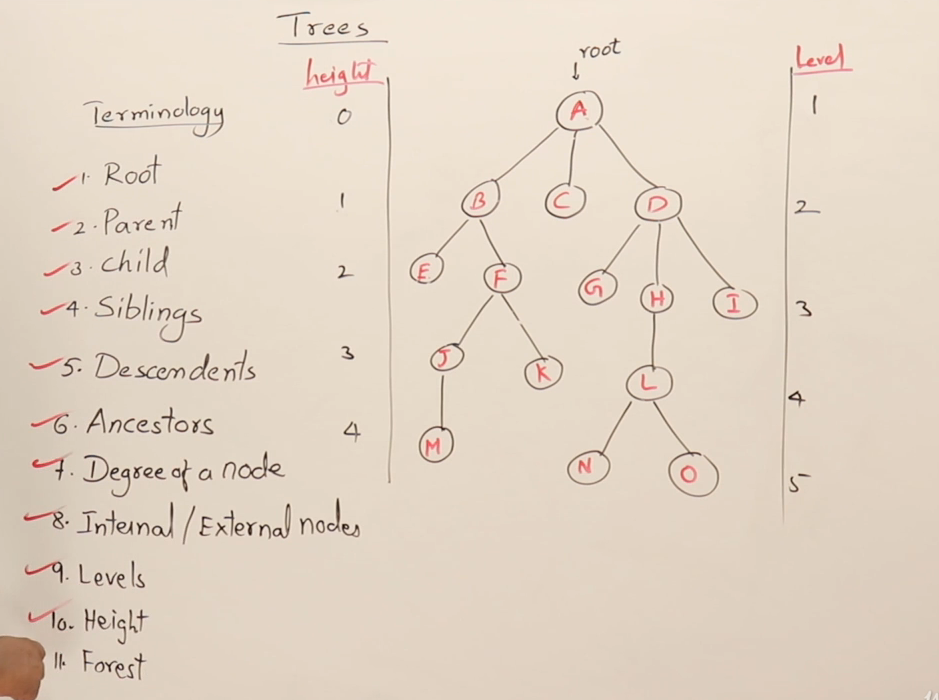 Trees
Terminology
1. Root
2. Parent
3. child
4. Siblings
5. Descendents
6. Ancestors
7. Degree of a node
8. Internal / External nodes
9. Levels
10. Height
11. Forest
height
0
1
2
3
4
root
A
B C D
E F G H I
J K L
M N O
Level
1
2
3
4
5